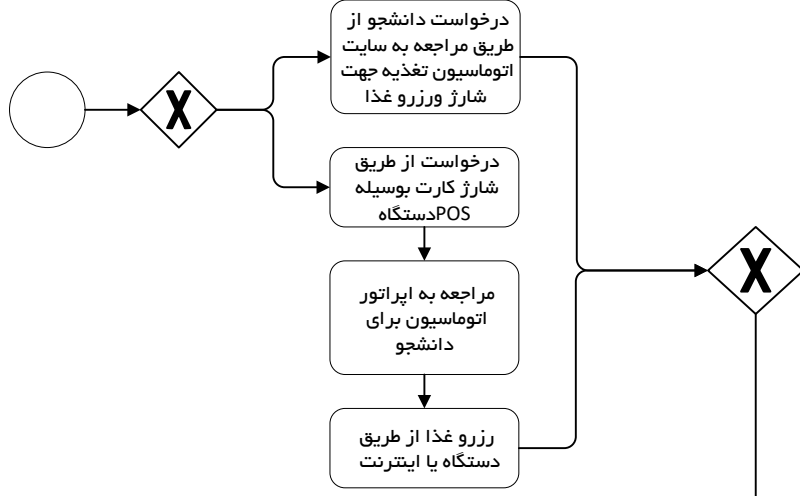 درخواست دانشجو از
طریق مراجعه به سایت
اتوماسیون تغذیه جهت
شارژ ورزرو غذا
X
درخواست از طریق
شارژ کارت بوسیله
دستگاهPOS
X
مراجعه به اپراتور
اتوماسیون برای
دانشجو
رزرو غذا از طریق
دستگاه یا اینترنت